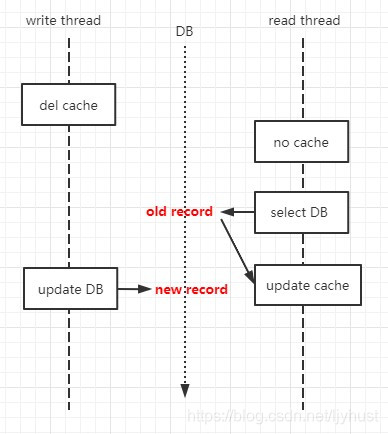 write thread
DB
read thread
del cache
no cache
old record
select DB
update DB
new record
update cache
https://blog.csdn.net/ljyhust